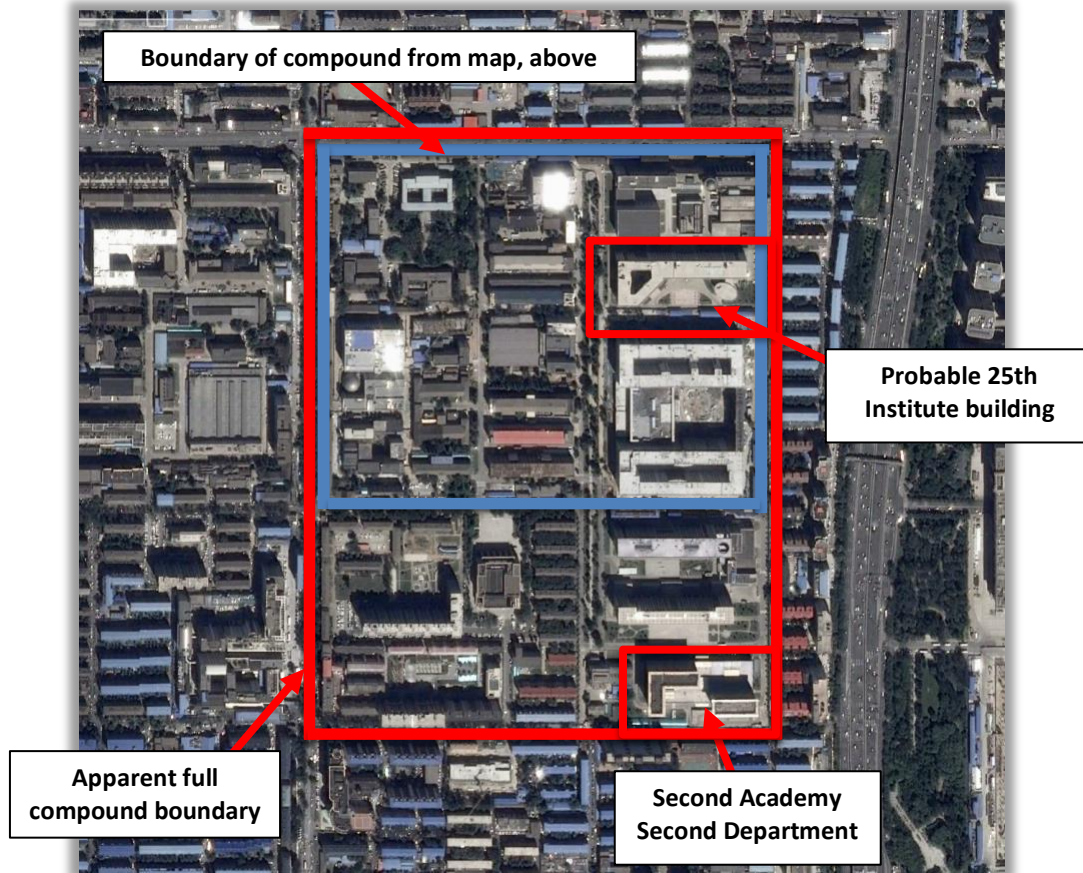 Boundary of compound from map, above
Probable 25th
Institute building
Apparent full
compound boundary
Second Academy
Second Department